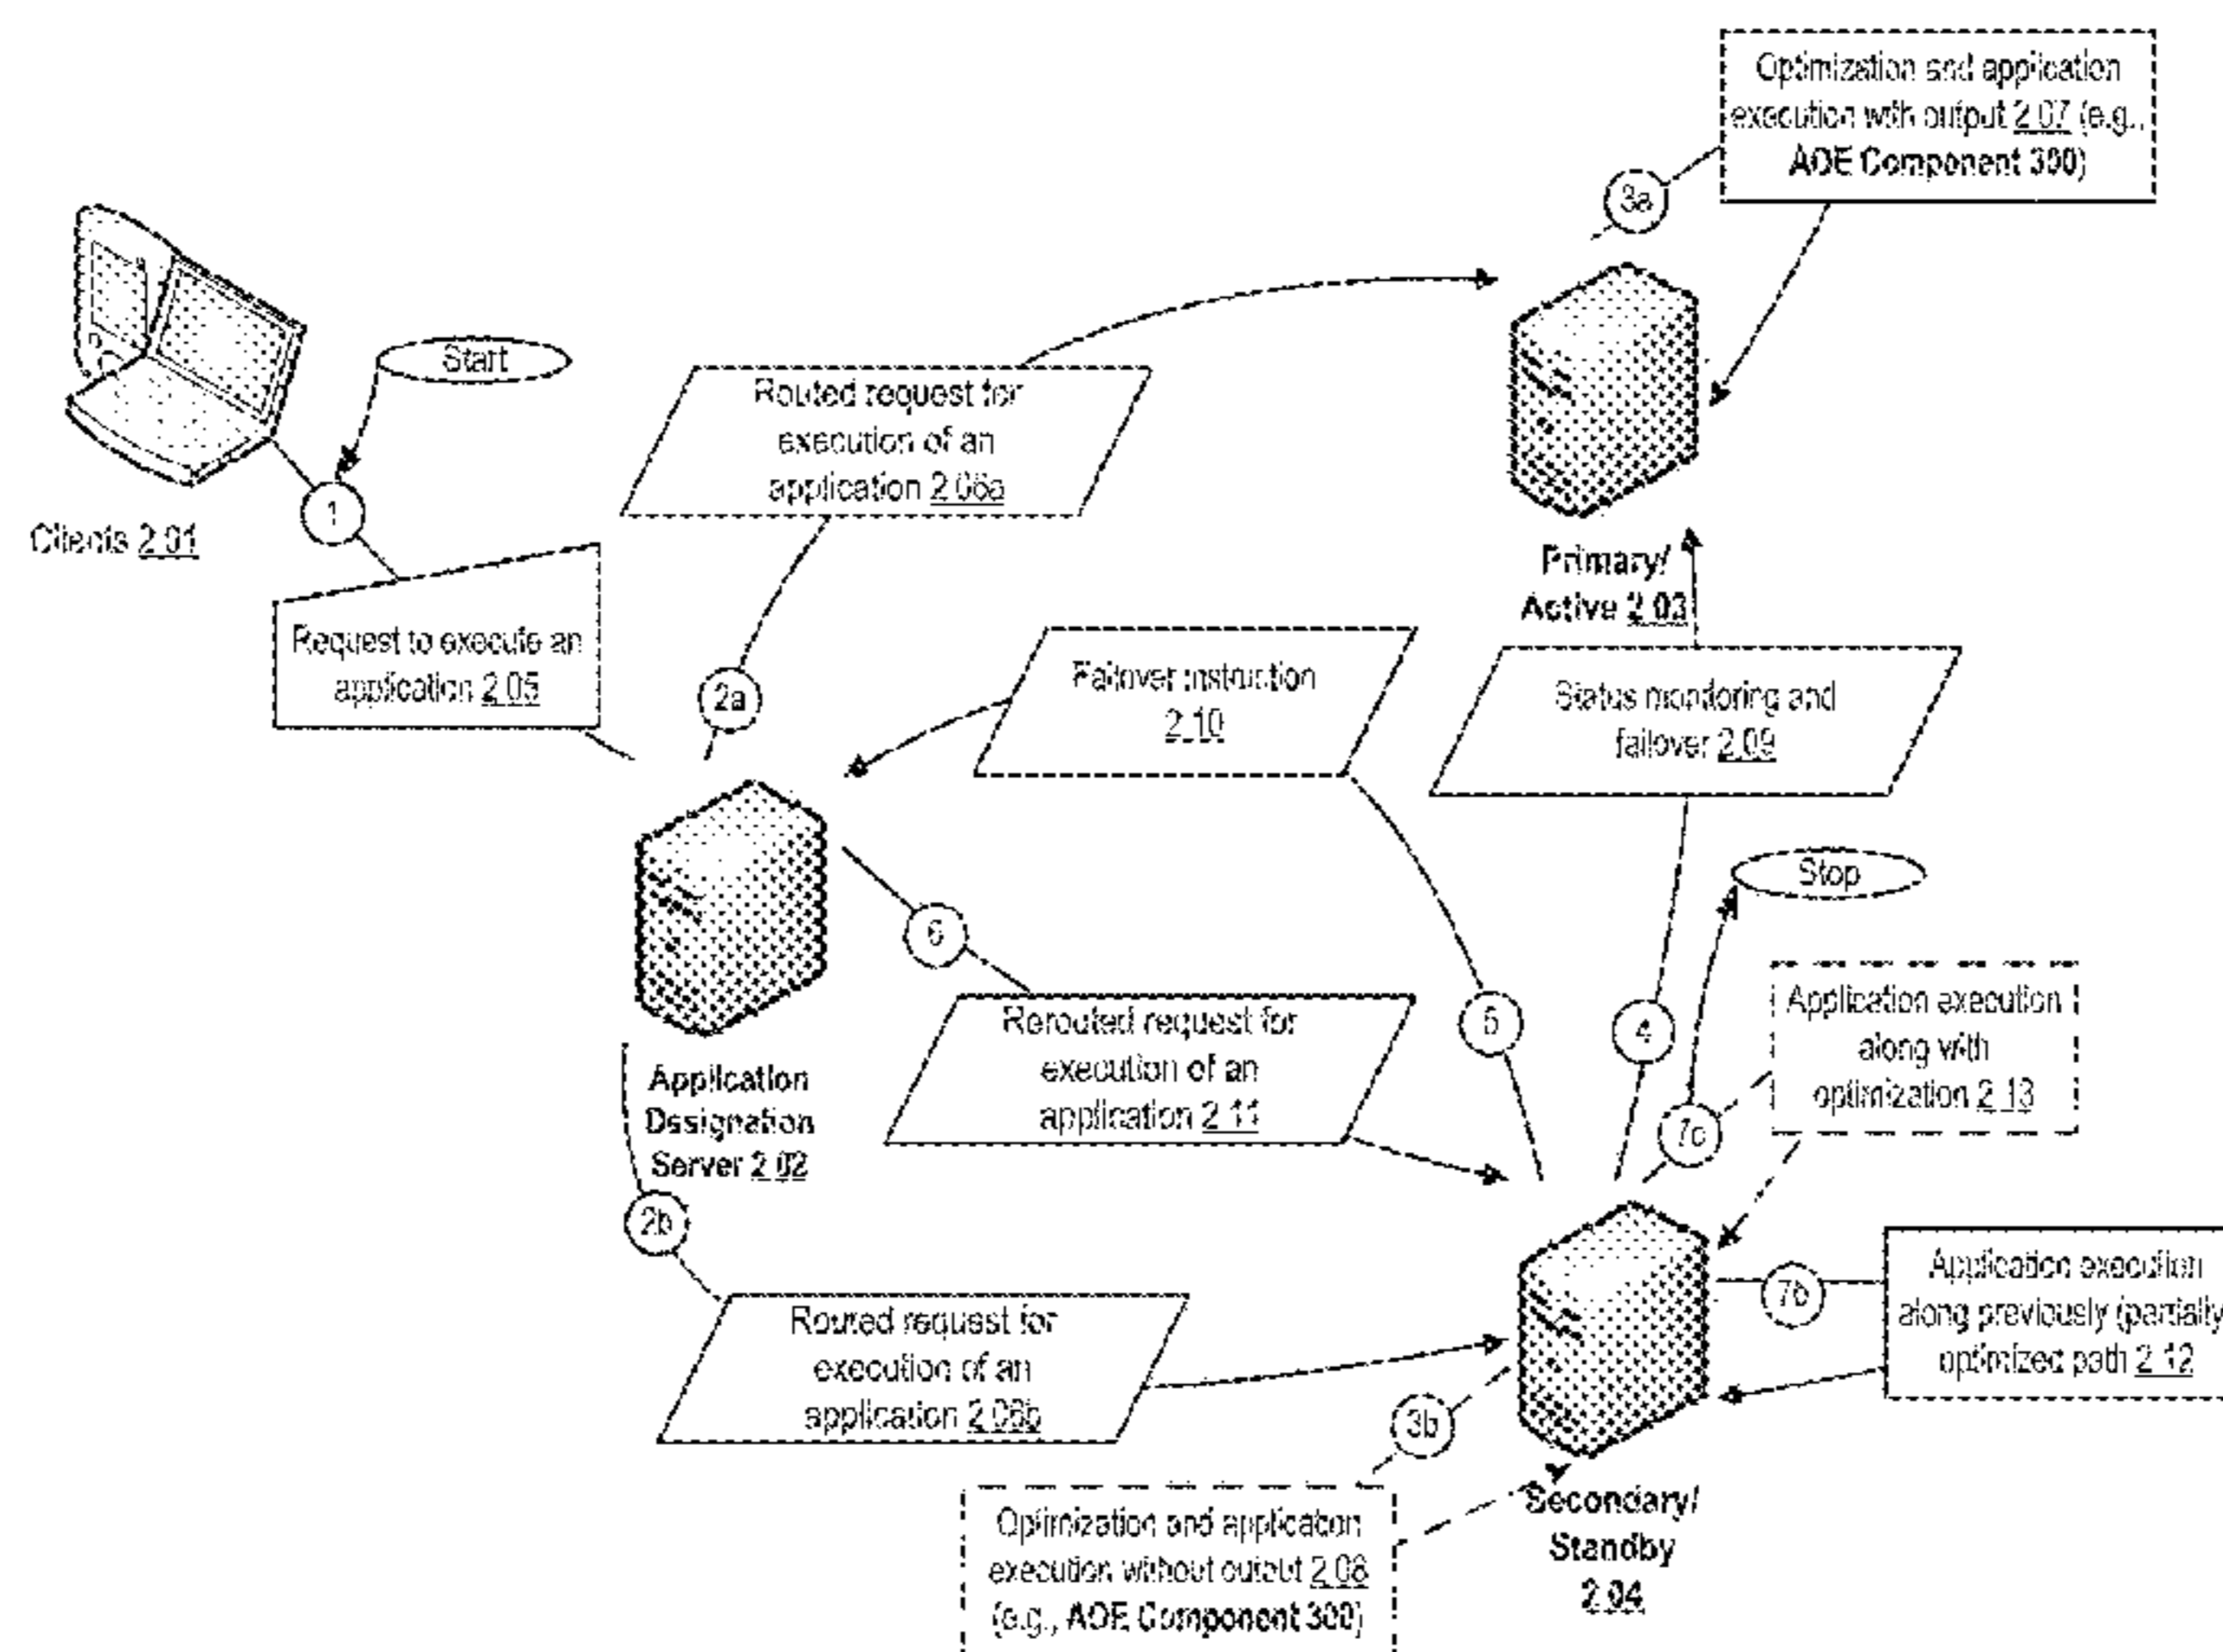 Optimization and application
execution with output 2.07 (e.g.,
AOE Component 300)
3a
Start
Routed request for
execution of an
application 2.06a
1
Clients 2.01
Primary/
Active 2.03
Request to execute an
application 2.05
2a
Failover instruction
2.10
Status monitoring and
failover 2.09
Stop
6
Application execution
along with
optimization 2.13
Rerouted request for
execution of an
application 2.11
5
4
Application
Designation
Server 2.02
7c
2b
Application execution
along previously (partially
optimized path 2.12
7b
Routed request for
execution of an
application 2.06b
3b
Secondary/
Standby
2.04
Optimization and application
execution without output 2.08
(e.g., AOE Component 300)